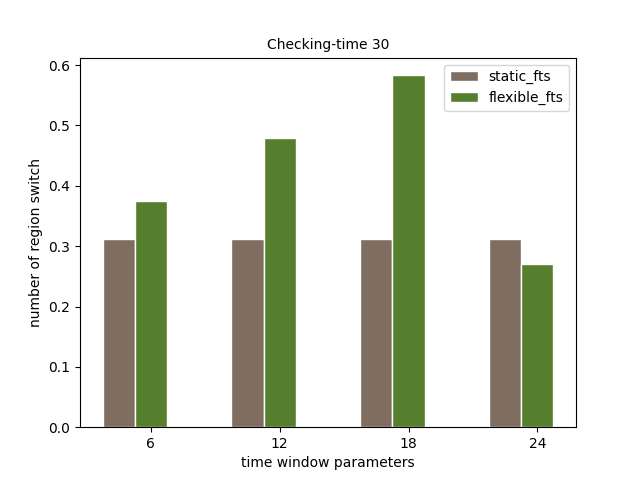 Checking-time 30
static_fts
flexible_fts
number of region switch
0.6
0.5
0.4
0.3
0.2
0.1
0.0
6 12 18 24
time window parameters